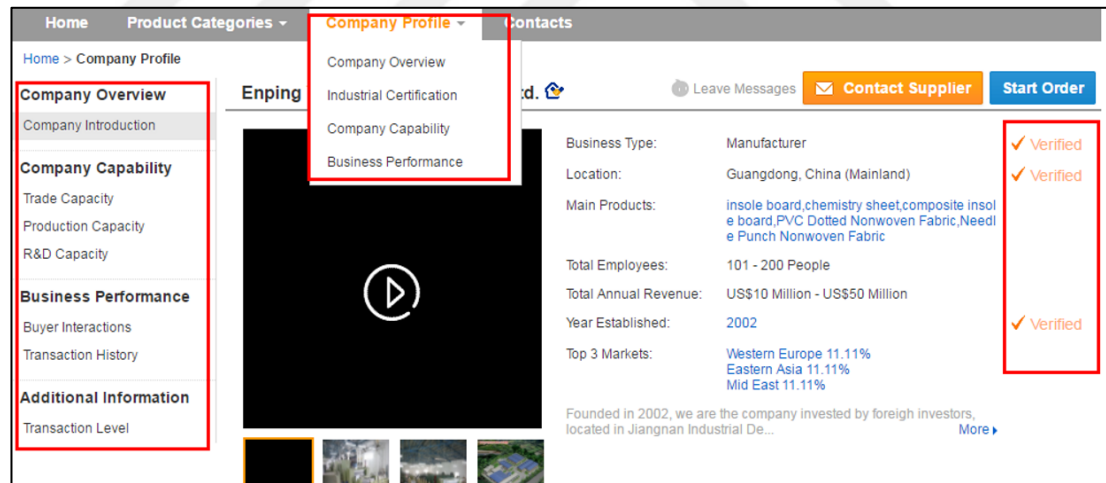 Home Product Categories Company Profile Contacts
Home > Company Profile
Company Overview
Industrial Certification
Company Capability
Business Performance
Company Overview
Company Introduction
Company Capability
Trade Capacity
Production Capacity
R&D Capacity
Business Performance
Buyer Interactions
Transaction History
Additional Information
Transaction Level
Enping td.
Leave Messages Contact Supplier Start Order
Business Type: Manufacturer Verified
Location: Guangdong, China (Mainland) Verified
Main Products: insole board,chemistry sheet,composite insol
e board,PVC Dotted Nonwoven Fabric,Needl
e Punch Nonwoven Fabric
Total Employees: 101 - 200 People
Total Annual Revenue: US$10 Million - US$50 Million
Year Established: 2002 Verified
Top 3 Markets: Western Europe 11.11%
Eastern Asia 11.11%
Mid East 11.11%
Founded in 2002, we are the company invested by foreigh investors,
located in Jiangnan Industrial De... More